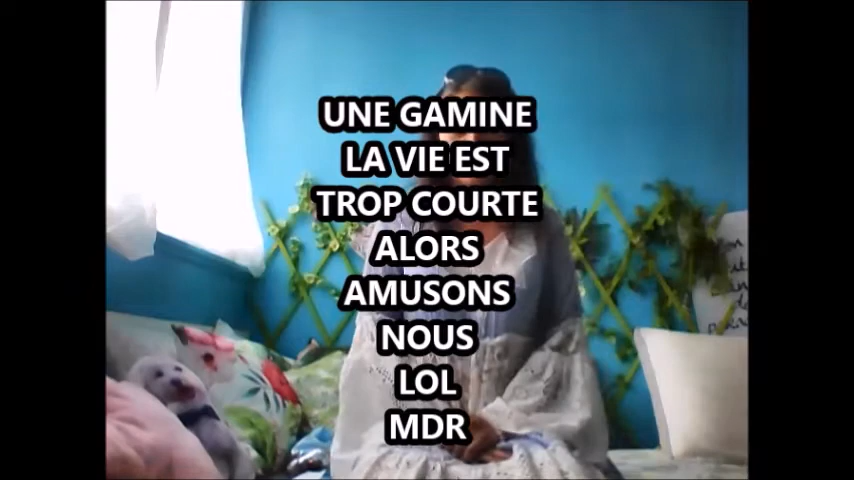 UNE GAMINE
LA VIE EST
TROP COURTE
ALORS
AMUSONS
NOUS
LOL
MDR